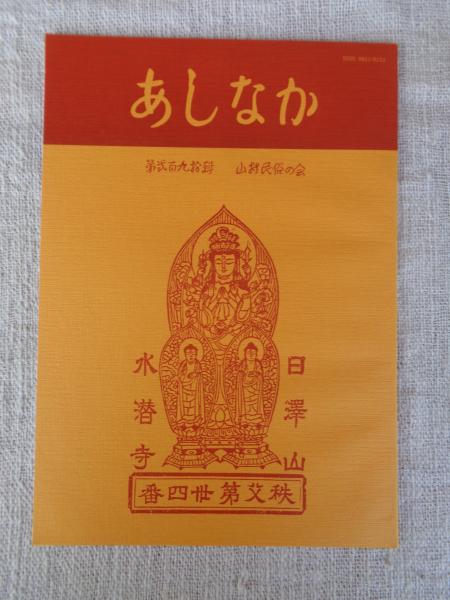 あしなか
第弐百九拾輯 山村民俗の会
日澤山
水潜寺
秩父第丗四番